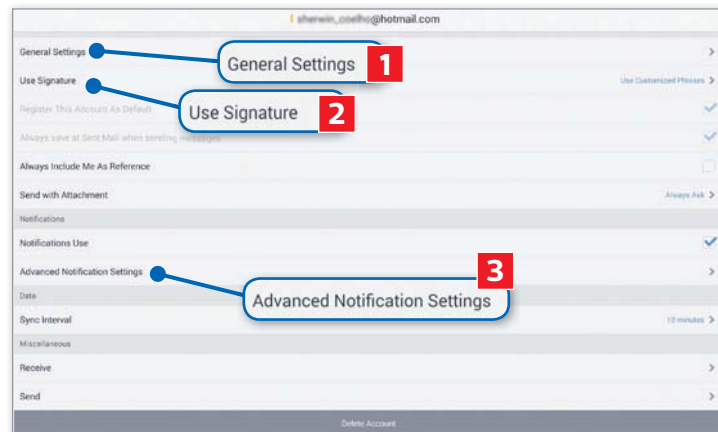 sherwin_coelho@hotmail.com
General Settings
General Settings 1
Use Signature
Use Customized Phrases
Use Signature 2
Register This Account As Default
Always save at Sent Mail when sending messages
Always Include Me As Reference
Send with Attachment
Always Ask
Notifications
Notifications Use
Advanced Notification Settings
Advanced Notification Settings 3
Data
Sync Interval
minutes
Miscellaneous
Receive
Send
Delete Account